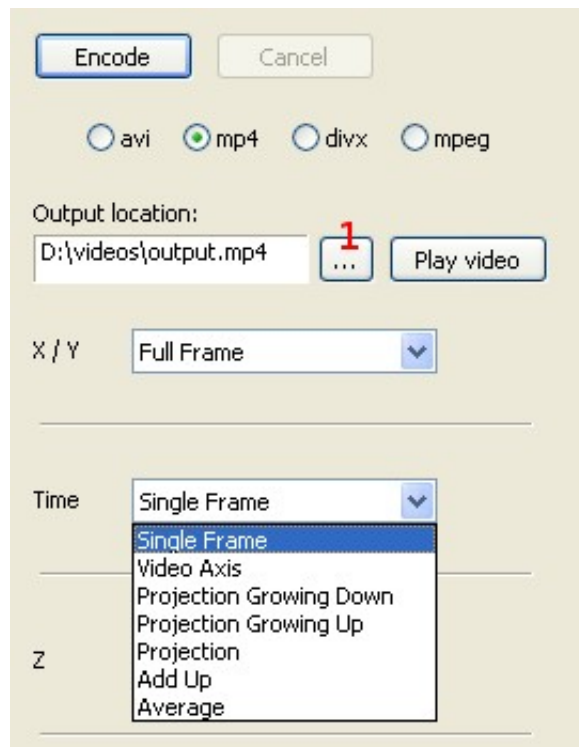 Encode Cancel
avi mp4 divx mpeg
Output location:
1
D:\videos\output.mp4 ... Play video
X / Y Full Frame
Time Single Frame
Single Frame
Video Axis
Projection Growing Down
Projection Growing Up
Projection
Z
Add Up
Average